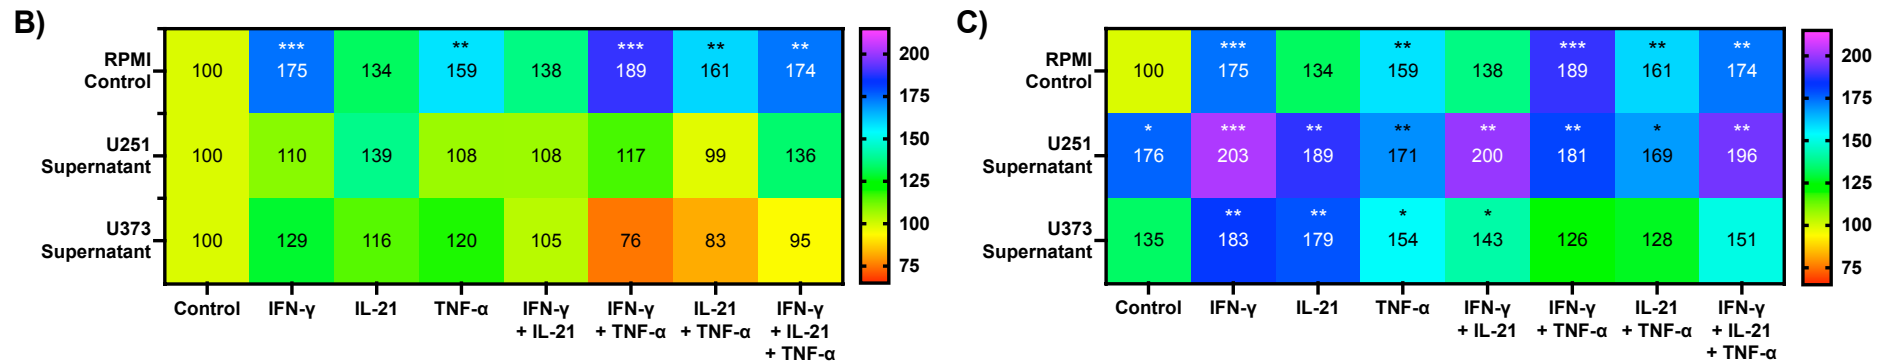 B)
RPMI
Control
*** ** *** ** **
100 175 134 159 138 189 161 174
U251
Supernatant
100 110 139 108 108 117 99 136
U373
Supernatant
100 129 116 120 105 76 83 95
Control IFN-γ IL-21 TNF-α IFN-γ IFN-γ IL-21 IFN-γ
+ IL-21 + TNF-α + TNF-α + IL-21
+ TNF-α
200
175
150
125
100
75
C)
RPMI
Control
*** ** *** ** **
100 175 134 159 138 189 161 174
U251
Supernatant
* *** ** ** ** ** * **
176 203 189 171 200 181 169 196
U373
Supernatant
** ** * *
135 183 179 154 143 126 128 151
Control IFN-γ IL-21 TNF-α IFN-γ IFN-γ IL-21 IFN-γ
+ IL-21 + TNF-α + TNF-α + IL-21
+ TNF-α
200
175
150
125
100
75